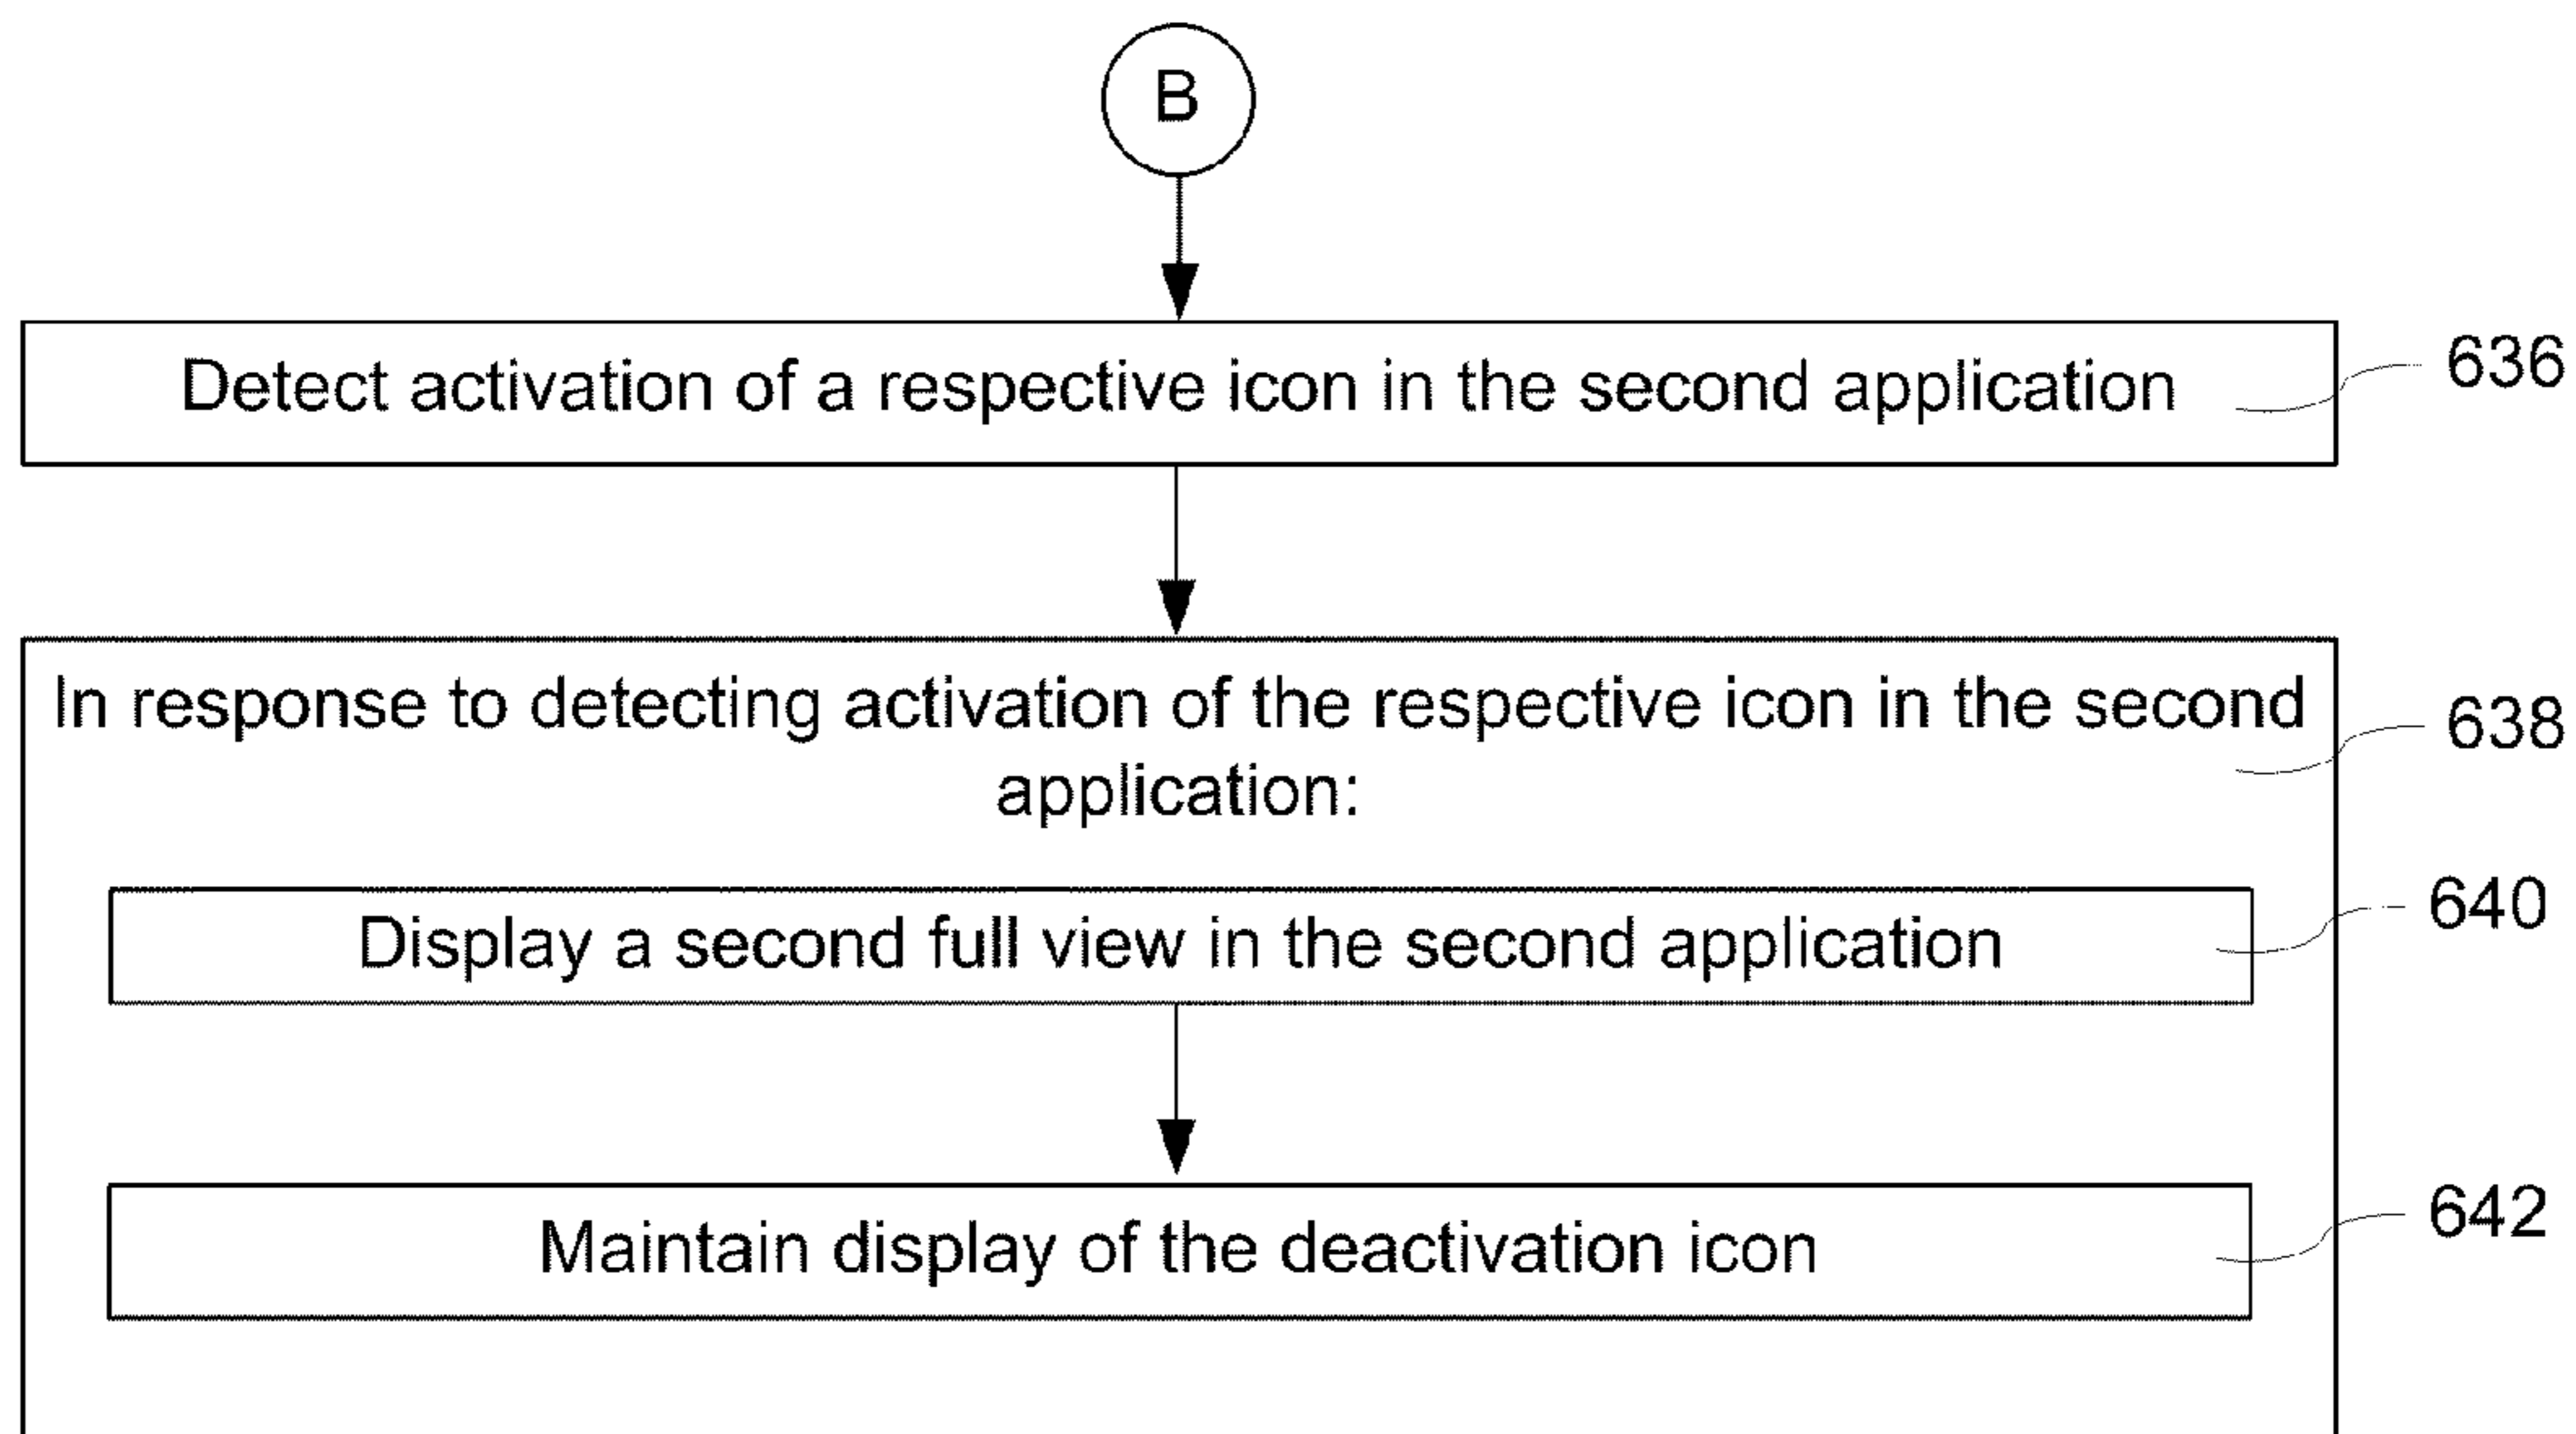 B
Detect activation of a respective icon in the second application
636
In response to detecting activation of the respective icon in the second
application:
638
Display a second full view in the second application
640
Maintain display of the deactivation icon
642